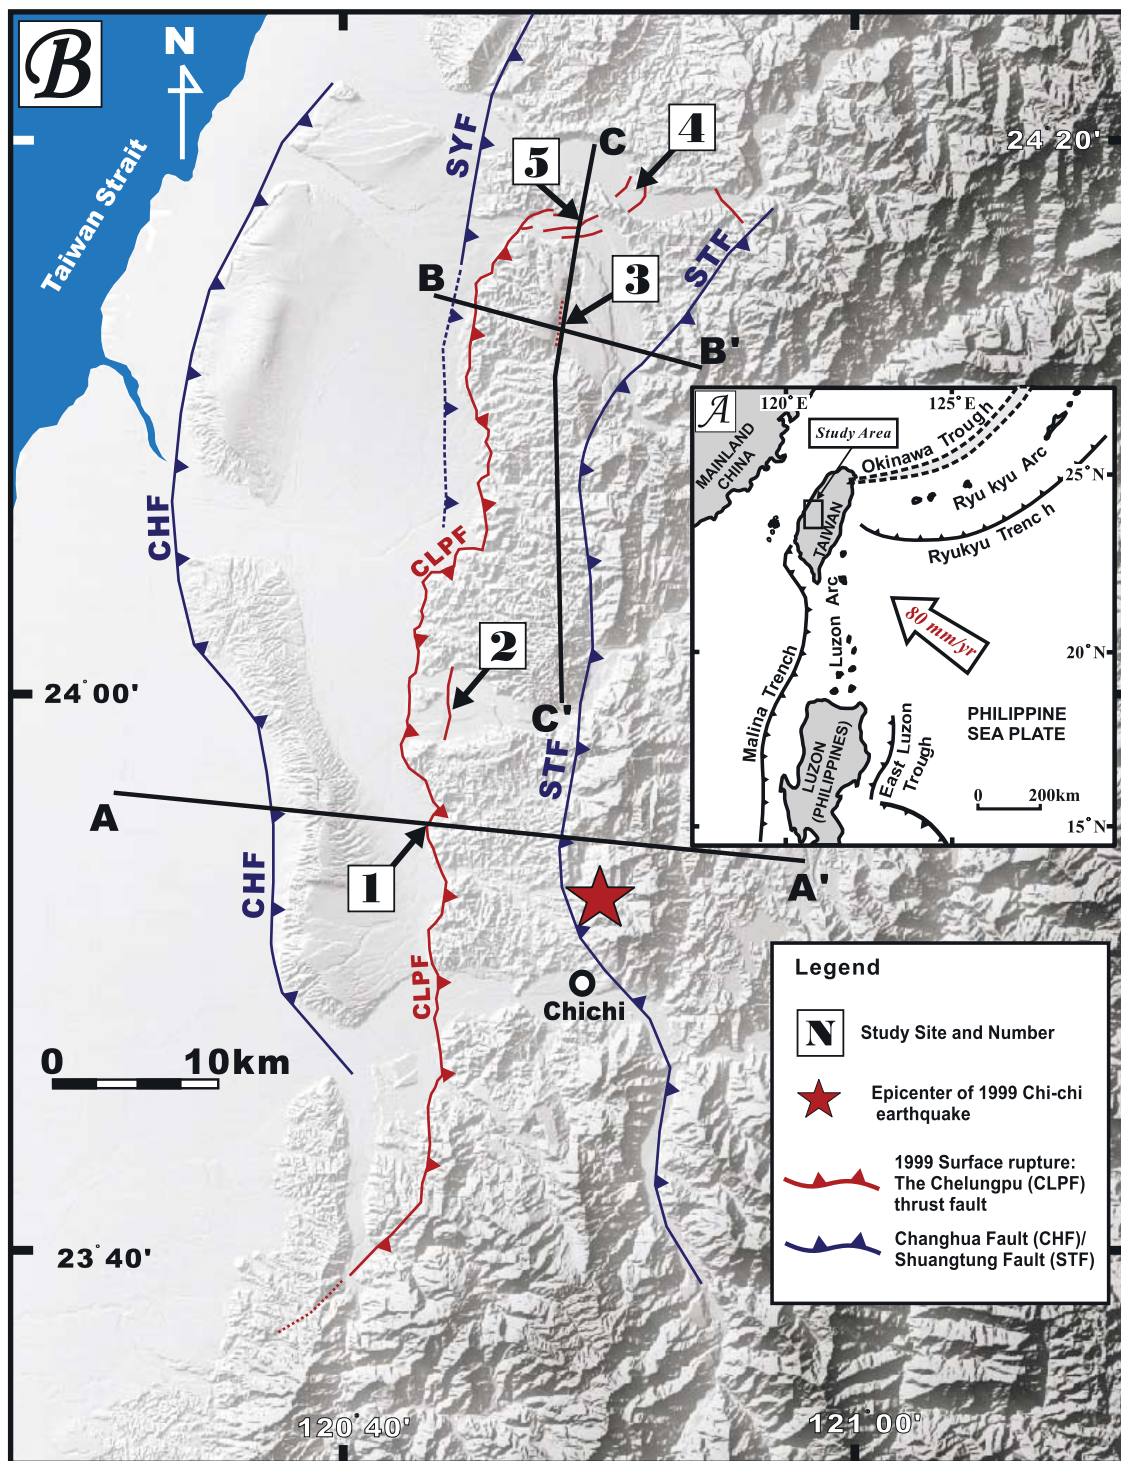 B
N
Taiwan Strait
SYF
5
C
4
24°20'
STF
3
B
B'
CHF
CLPF
2
24°00'
C'
STF
A
A'
1
CHF
CLPF
Chichi
0 10km
23°40'
120°40'
121°00'
A
120°E
125°E
Study Area
MAINLAND
CHINA
Okinawa Trough
Ryu kyu Arc
25°N
TAIWAN
Ryukyu Trenc h
Luzon Arc
80 mm/yr
20°N
Malina Trench
LUZON
(PHILIPPINES)
East Luzon
Trough
PHILIPPINE
SEA PLATE
0 200km
15°N
Legend
N Study Site and Number
Epicenter of 1999 Chi-chi
earthquake
1999 Surface rupture:
The Chelungpu (CLPF)
thrust fault
Changhua Fault (CHF)/
Shuangtung Fault (STF)